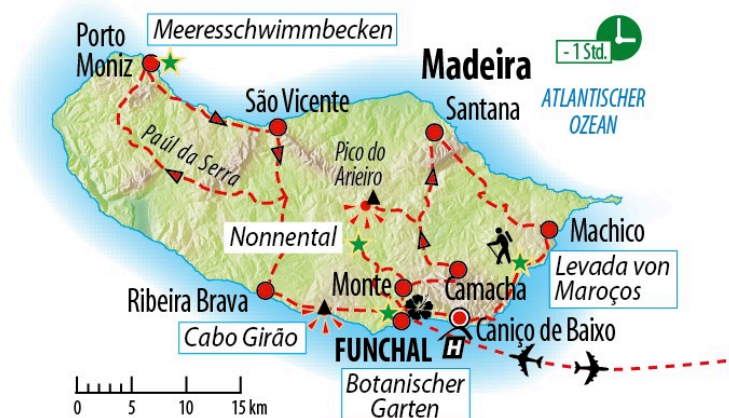 Porto
Moniz
Meeresschwimmbecken
- 1 Std.
Madeira
São Vicente
Santana
ATLANTISCHER
OZEAN
Paúl da Serra
Pico do
Arieiro
Nonnental
Machico
Levada von
Maroços
Monte
Camacha
Ribeira Brava
Cabo Girão
Caniço de Baixo
FUNCHAL
H
Botanischer
Garten
0 5 10 15 km